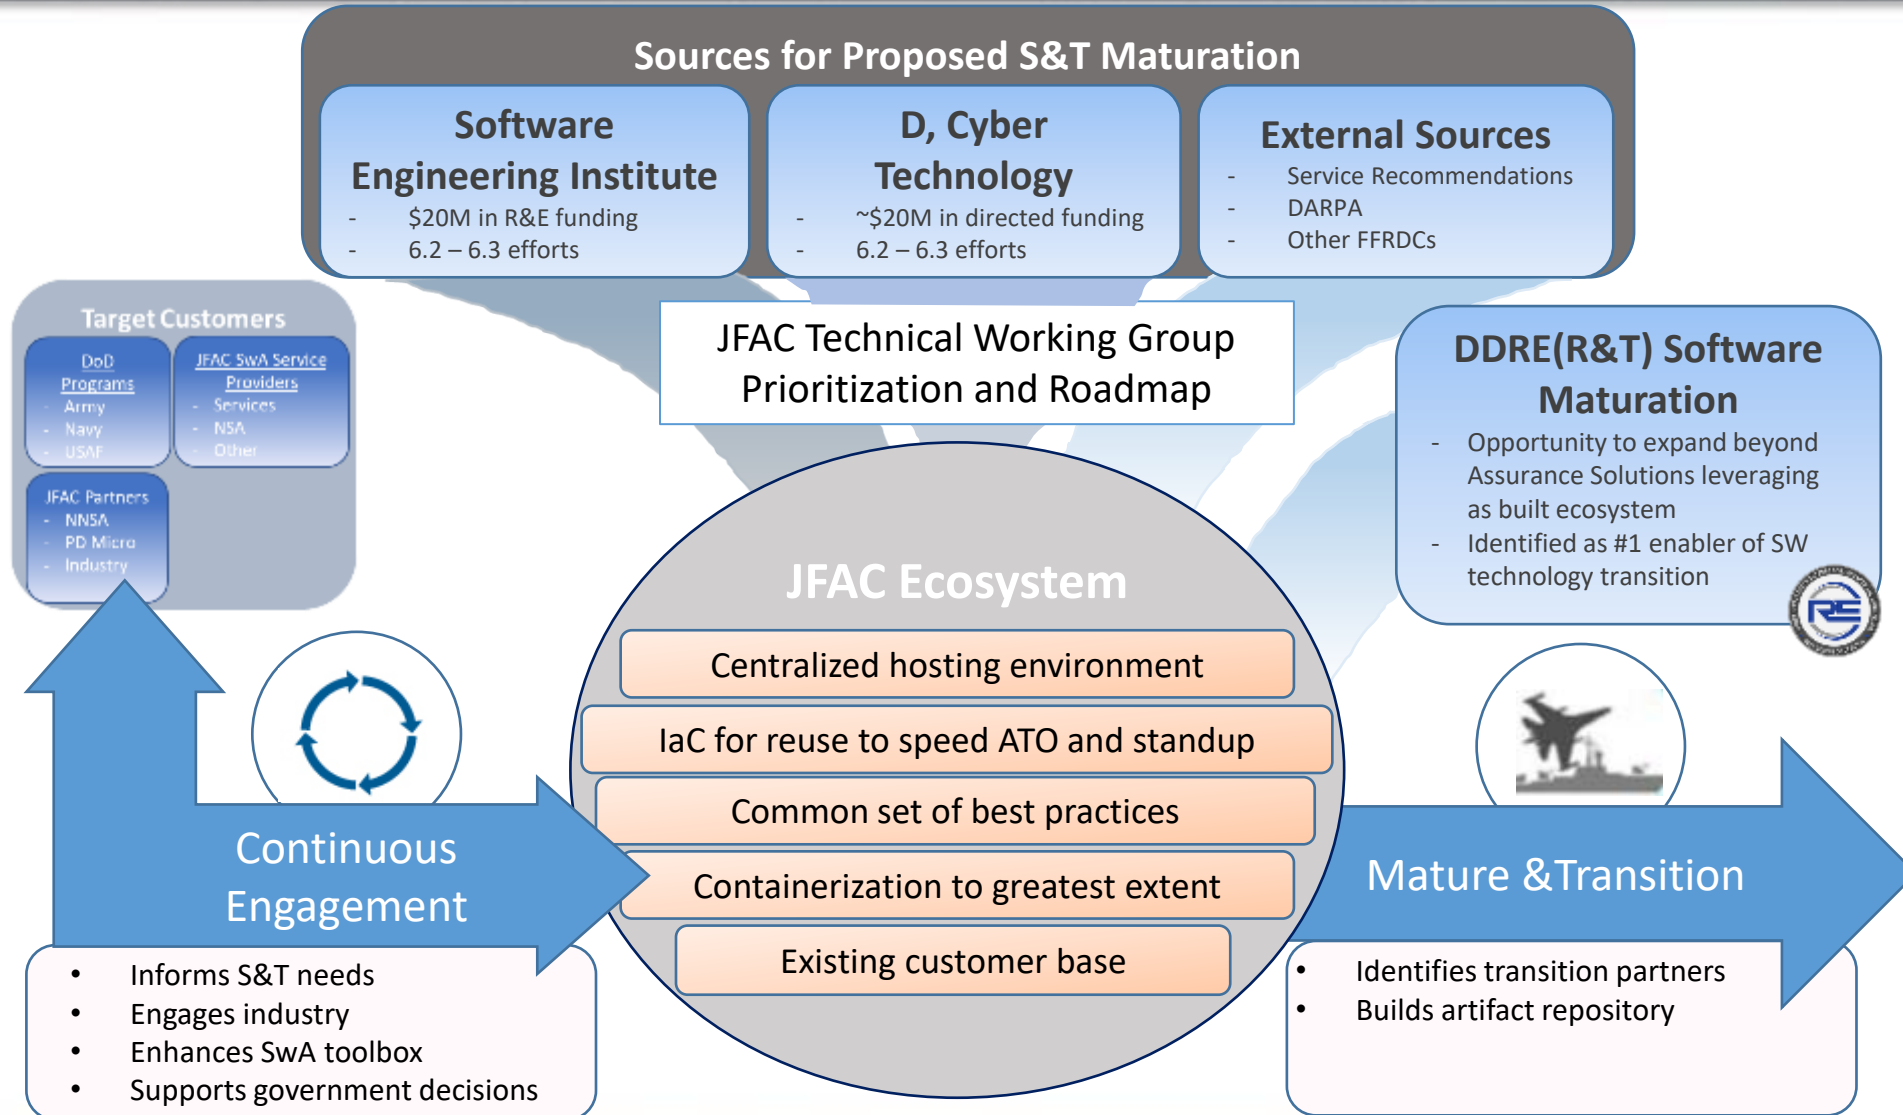 Sources for Proposed S&T Maturation
Software
Engineering Institute
- $20M in R&E funding
- 6.2 – 6.3 efforts
D, Cyber
Technology
- ~$20M in directed funding
- 6.2 – 6.3 efforts
External Sources
- Service Recommendations
- DARPA
- Other FFRDCs
JFAC Technical Working Group
Prioritization and Roadmap
Target Customers
DoD
Programs
- Army
- Navy
- USAF
JFAC SwA Service
Providers
- Services
- NSA
- Other
JFAC Partners
- NNSA
- PD Micro
- Industry
DDRE(R&T) Software
Maturation
- Opportunity to expand beyond
Assurance Solutions leveraging
as built ecosystem
- Identified as #1 enabler of SW
technology transition
RE
JFAC Ecosystem
Centralized hosting environment
IaC for reuse to speed ATO and standup
Common set of best practices
Containerization to greatest extent
Existing customer base
Continuous
Engagement
• Informs S&T needs
• Engages industry
• Enhances SwA toolbox
• Supports government decisions
Mature &Transition
• Identifies transition partners
• Builds artifact repository